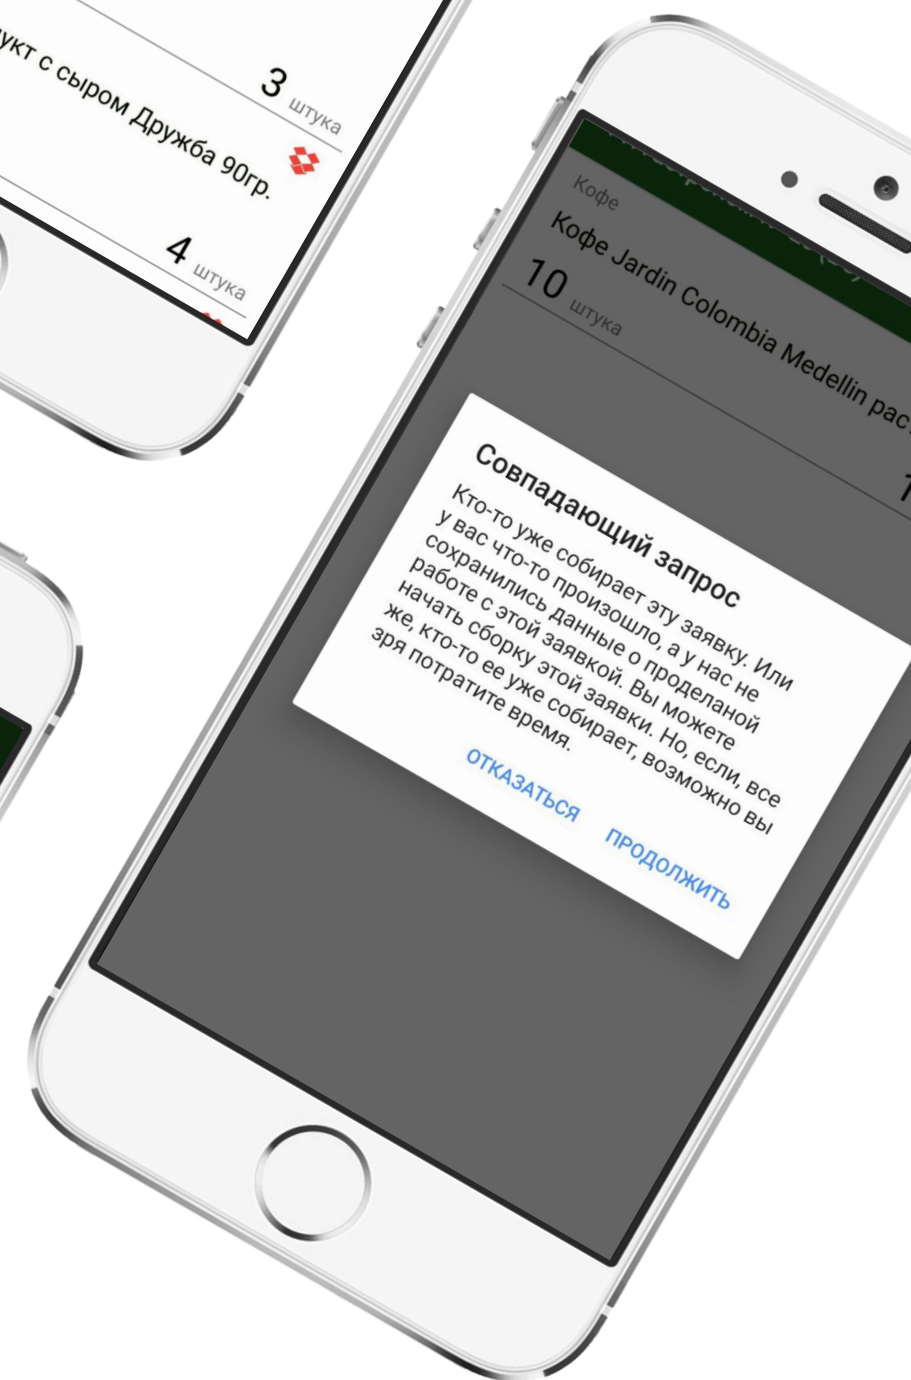 3 штука
укт с сыром Дружба 90гр.
4 штука
Кофе
Кофе Jardin Colombia Medellin раст
10 штука
1
Совпадающий запрос
Кто-то уже собирает эту заявку. Или
у вас что-то произошло, а у нас не
сохранились данные о проделаной
работе с этой заявкой. Вы можете
начать сборку этой заявки. Но, если, все
же, кто-то ее уже собирает, возможно вы
зря потратите время.
ОТКАЗАТЬСЯ ПРОДОЛЖИТЬ